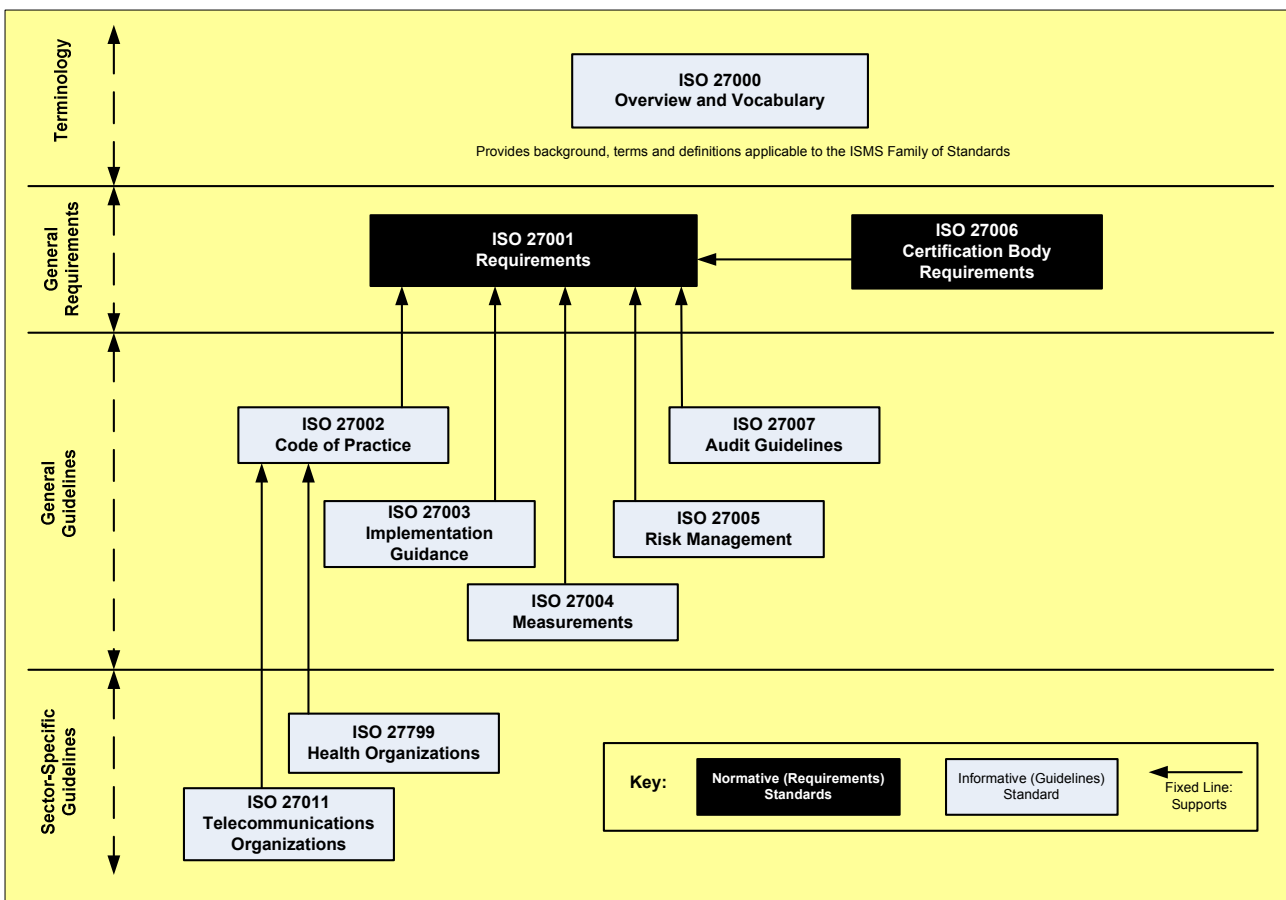 Terminology
ISO 27000
Overview and Vocabulary
Provides background, terms and definitions applicable to the ISMS Family of Standards
General
Requirements
ISO 27001
Requirements
ISO 27006
Certification Body
Requirements
General
Guidelines
ISO 27002
Code of Practice
ISO 27007
Audit Guidelines
ISO 27003
Implementation
Guidance
ISO 27005
Risk Management
ISO 27004
Measurements
Sector-Specific
Guidelines
ISO 27799
Health Organizations
ISO 27011
Telecommunications
Organizations
Key:
Normative (Requirements)
Standards
Informative (Guidelines)
Standard
Fixed Line:
Supports